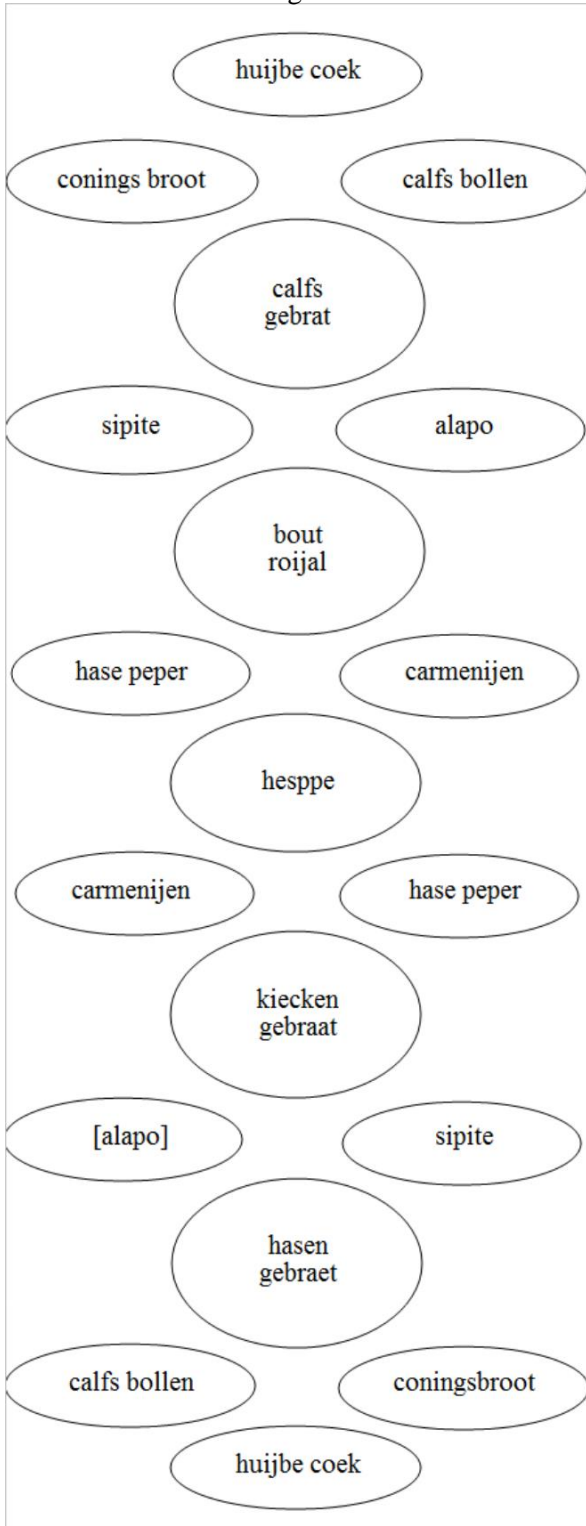 huijbe coek
conings broot
calfs bollen
calfs
gebrat
sipite
alapo
bout
roijal
hase peper
carmenijen
hesppe
carmenijen
hase peper
kiecken
gebraat
[alapo]
sipite
hasen
gebraet
calfs bollen
coningsbroot
huijbe coek